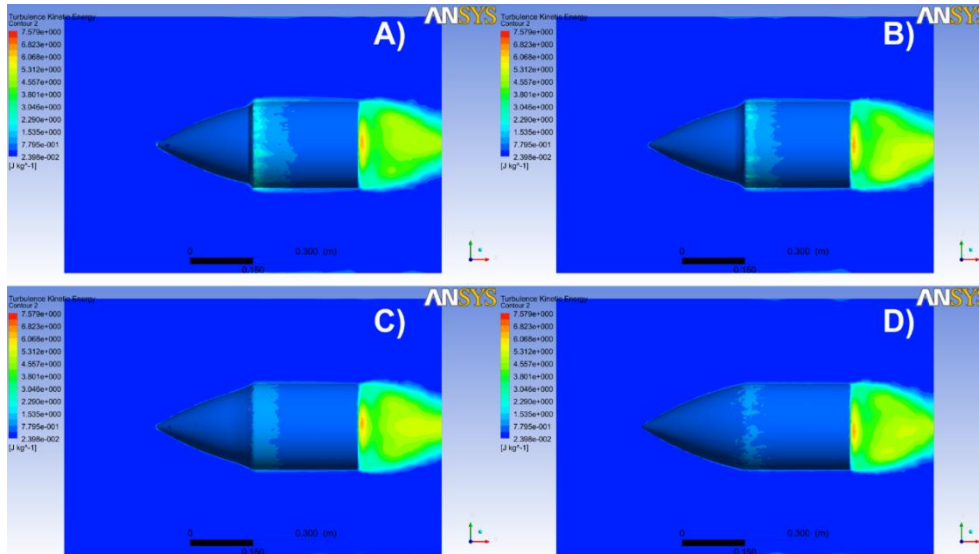 Turbulence Kinetic Energy
Contour 2
7.579e+000
6.823e+000
6.068e+000
5.312e+000
4.557e+000
3.801e+000
3.046e+000
2.290e+000
1.535e+000
7.795e-001
2.398e-002
[J kg^-1]
ANSYS
A)
0
0.300 (m)
0.150
Turbulence Kinetic Energy
Contour 2
7.579e+000
6.823e+000
6.068e+000
5.312e+000
4.557e+000
3.801e+000
3.046e+000
2.290e+000
1.535e+000
7.795e-001
2.398e-002
[J kg^-1]
ANSYS
B)
0
0.300 (m)
0.150
Turbulence Kinetic Energy
Contour 2
7.579e+000
6.823e+000
6.068e+000
5.312e+000
4.557e+000
3.801e+000
3.046e+000
2.290e+000
1.535e+000
7.795e-001
2.398e-002
[J kg^-1]
ANSYS
C)
0
0.300 (m)
0.150
Turbulence Kinetic Energy
Contour 2
7.579e+000
6.823e+000
6.068e+000
5.312e+000
4.557e+000
3.801e+000
3.046e+000
2.290e+000
1.535e+000
7.795e-001
2.398e-002
[J kg^-1]
ANSYS
D)
0
0.300 (m)
0.150